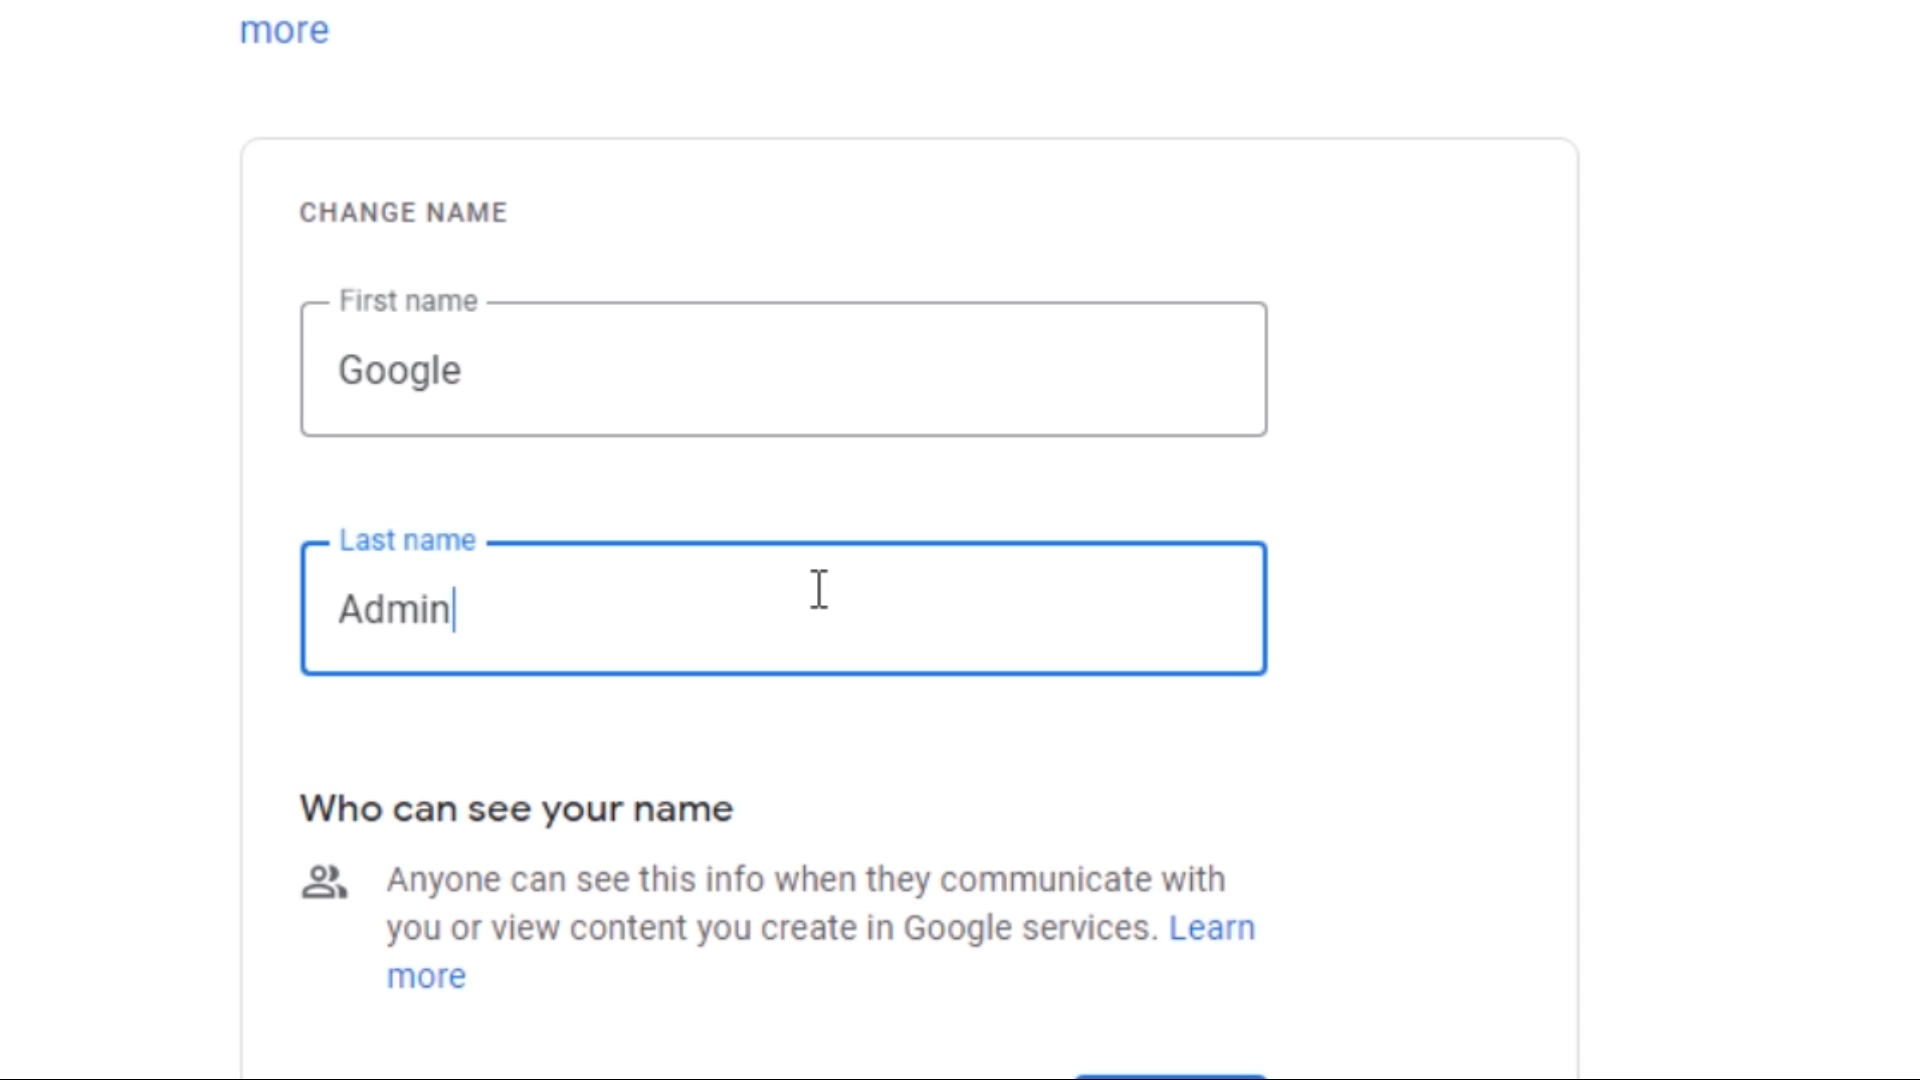 more
CHANGE NAME
First name
Google
Last name
Admin
Who can see your name
Anyone can see this info when they communicate with
you or view content you create in Google services. Learn
more